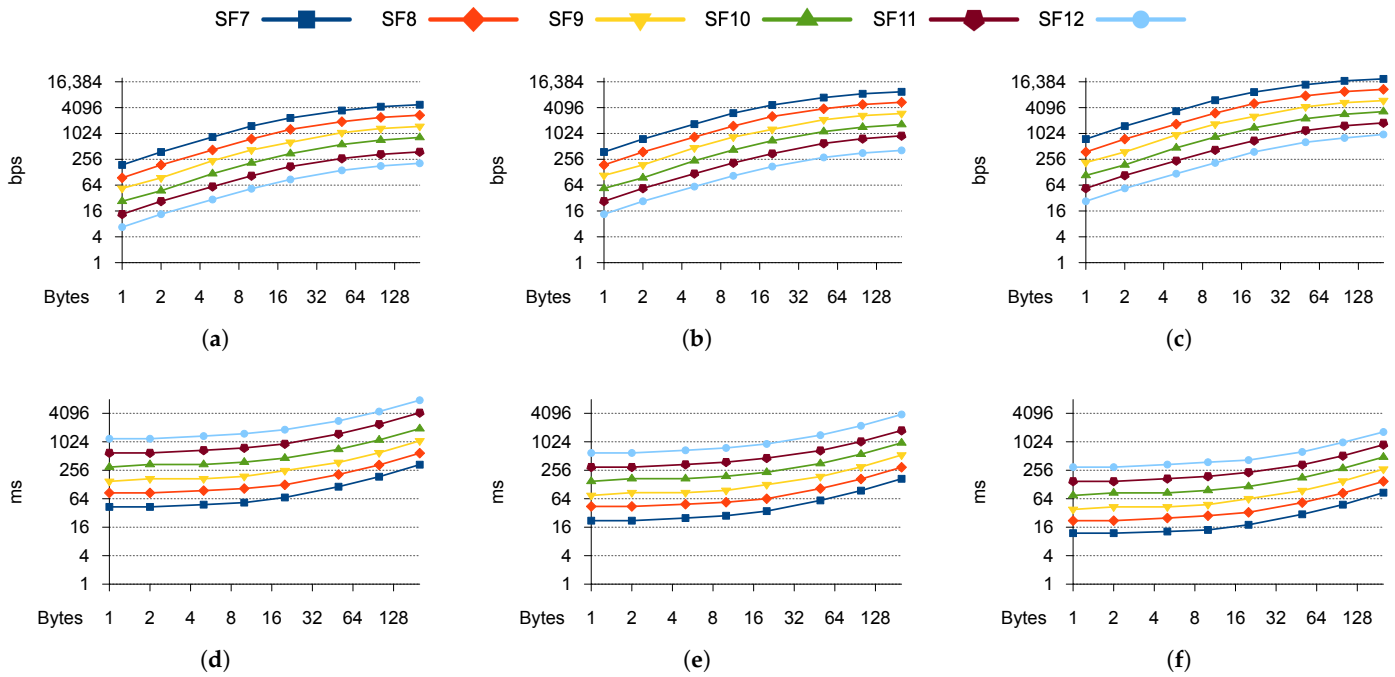 SF7 SF8 SF9 SF10 SF11 SF12
16,384 16,384 16,384
4096 4096 4096
1024 1024 1024
256 256 256
64 64 64
16 16 16
4 4 4
1 1 1
bps bps bps
Bytes 1 2 4 8 16 32 64 128 Bytes 1 2 4 8 16 32 64 128 Bytes 1 2 4 8 16 32 64 128
(a) (b) (c)
4096 4096 4096
1024 1024 1024
256 256 256
64 64 64
16 16 16
4 4 4
1 1 1
ms ms ms
Bytes 1 2 4 8 16 32 64 128 Bytes 1 2 4 8 16 32 64 128 Bytes 1 2 4 8 16 32 64 128
(d) (e) (f)